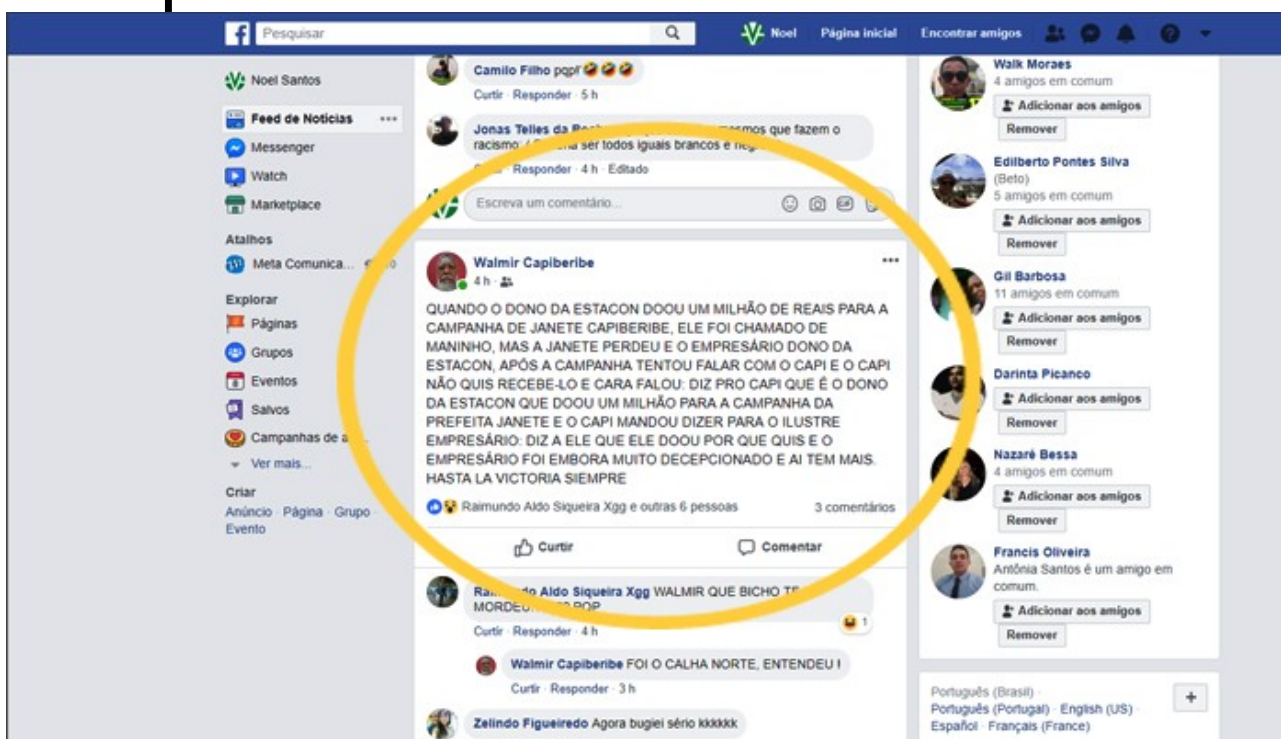 Pesquisar
Noel Página inicial Encontrar amigos
Noel Santos
Feed de Notícias
Messenger
Watch
Marketplace
Atalhos
Meta Comunica...
Explorar
Páginas
Grupos
Eventos
Salvos
Campanhas de a
Ver mais...
Criar
Anúncio · Página · Grupo ·
Evento
Camilo Filho pqpf 🤣🤣🤣
Curtir · Responder · 5 h
Jonas Telles da mesmos que fazem o
racismo ser todos iguais brancos e
Responder · 4 h · Editado
Escreva um comentário...
Walmir Capiberibe
4 h ·
QUANDO O DONO DA ESTACON DOOU UM MILHÃO DE REAIS PARA A
CAMPANHA DE JANETE CAPIBERIBE, ELE FOI CHAMADO DE
MANINHO, MAS A JANETE PERDEU E O EMPRESÁRIO DONO DA
ESTACON, APÓS A CAMPANHA TENTOU FALAR COM O CAPI E O CAPI
NÃO QUIS RECEBE-LO E CARA FALOU: DIZ PRO CAPI QUE É O DONO
DA ESTACON QUE DOOU UM MILHÃO PARA A CAMPANHA DA
PREFEITA JANETE E O CAPI MANDOU DIZER PARA O ILUSTRE
EMPRESÁRIO: DIZ A ELE QUE ELE DOOU POR QUE QUIS E O
EMPRESÁRIO FOI EMBORA MUITO DECEPCIONADO E AI TEM MAIS.
HASTA LA VICTORIA SIEMPRE
Raimundo Aldo Siqueira Xgg e outras 6 pessoas 3 comentários
Curtir Comentar
Aldo Siqueira Xgg WALMIR QUE BICHO
POP
Curtir · Responder · 4 h
1
Walmir Capiberibe FOI O CALHA NORTE, ENTENDEU !
Curtir · Responder · 3 h
Zelindo Figueiredo Agora bugiei sério kkkkkk
Walk Moraes
4 amigos em comum
Adicionar aos amigos
Remover
Edilberto Pontes Silva
(Beto)
5 amigos em comum
Adicionar aos amigos
Remover
Gil Barbosa
11 amigos em comum
Adicionar aos amigos
Remover
Darinta Picanco
Adicionar aos amigos
Remover
Nazaré Bessa
4 amigos em comum
Adicionar aos amigos
Remover
Francis Oliveira
Antônia Santos é um amigo em
comum.
Adicionar aos amigos
Remover
Português (Brasil) ·
Português (Portugal) · English (US) ·
Español · Français (France)